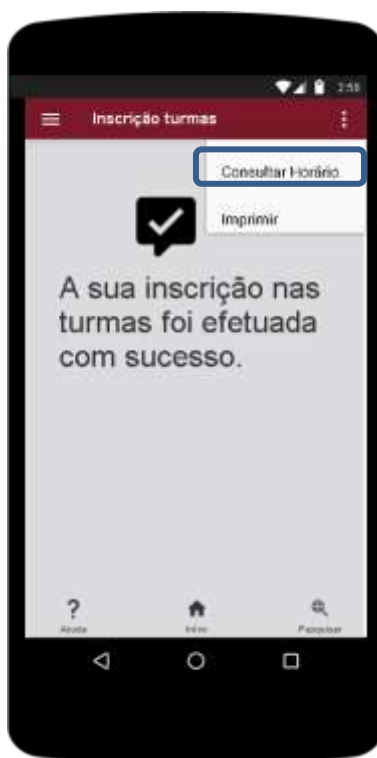 2:58
Inscrição turmas
Consultar Horário
Imprimir
A sua inscrição nas
turmas foi efetuada
com sucesso.
?
Ajuda
Início
Pesquisar